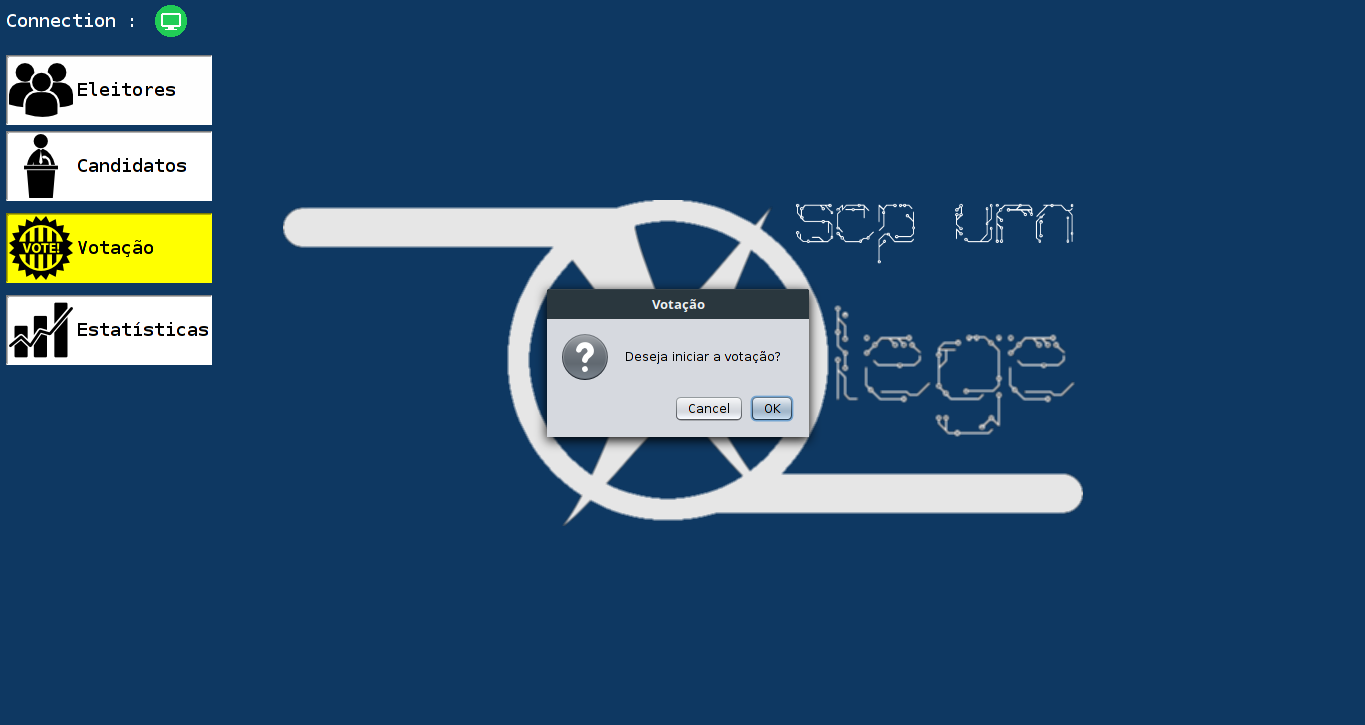 Connection :
Eleitores
Candidatos
VOTE!
Votação
Estatísticas
scp urn
lege
Votação
Deseja iniciar a votação?
Cancel
OK